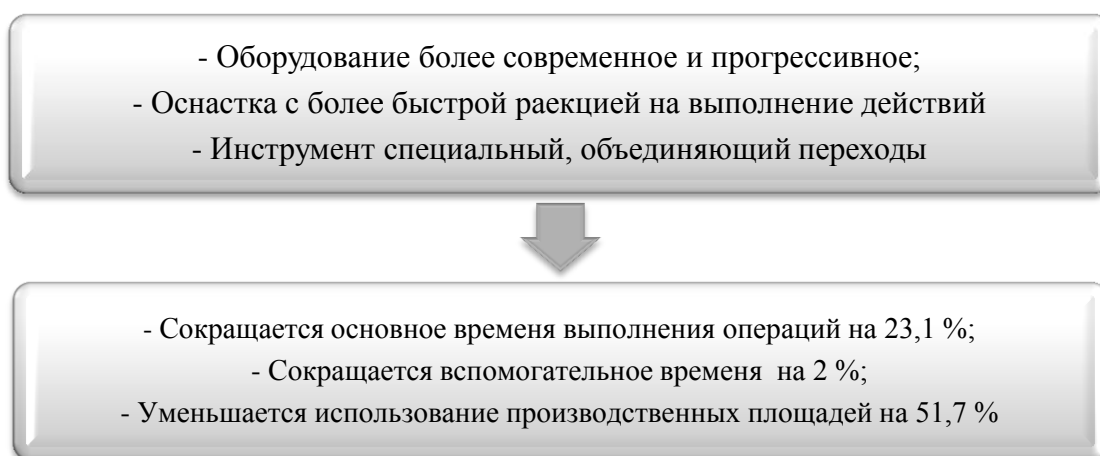 - Оборудование более современное и прогрессивное;
- Оснастка с более быстрой раекцией на выполнение действий
- Инструмент специальный, объединяющий переходы
- Сокращается основное временя выполнения операций на 23,1 %;
- Сокращается вспомогательное временя на 2 %;
- Уменьшается использование производственных площадей на 51,7 %